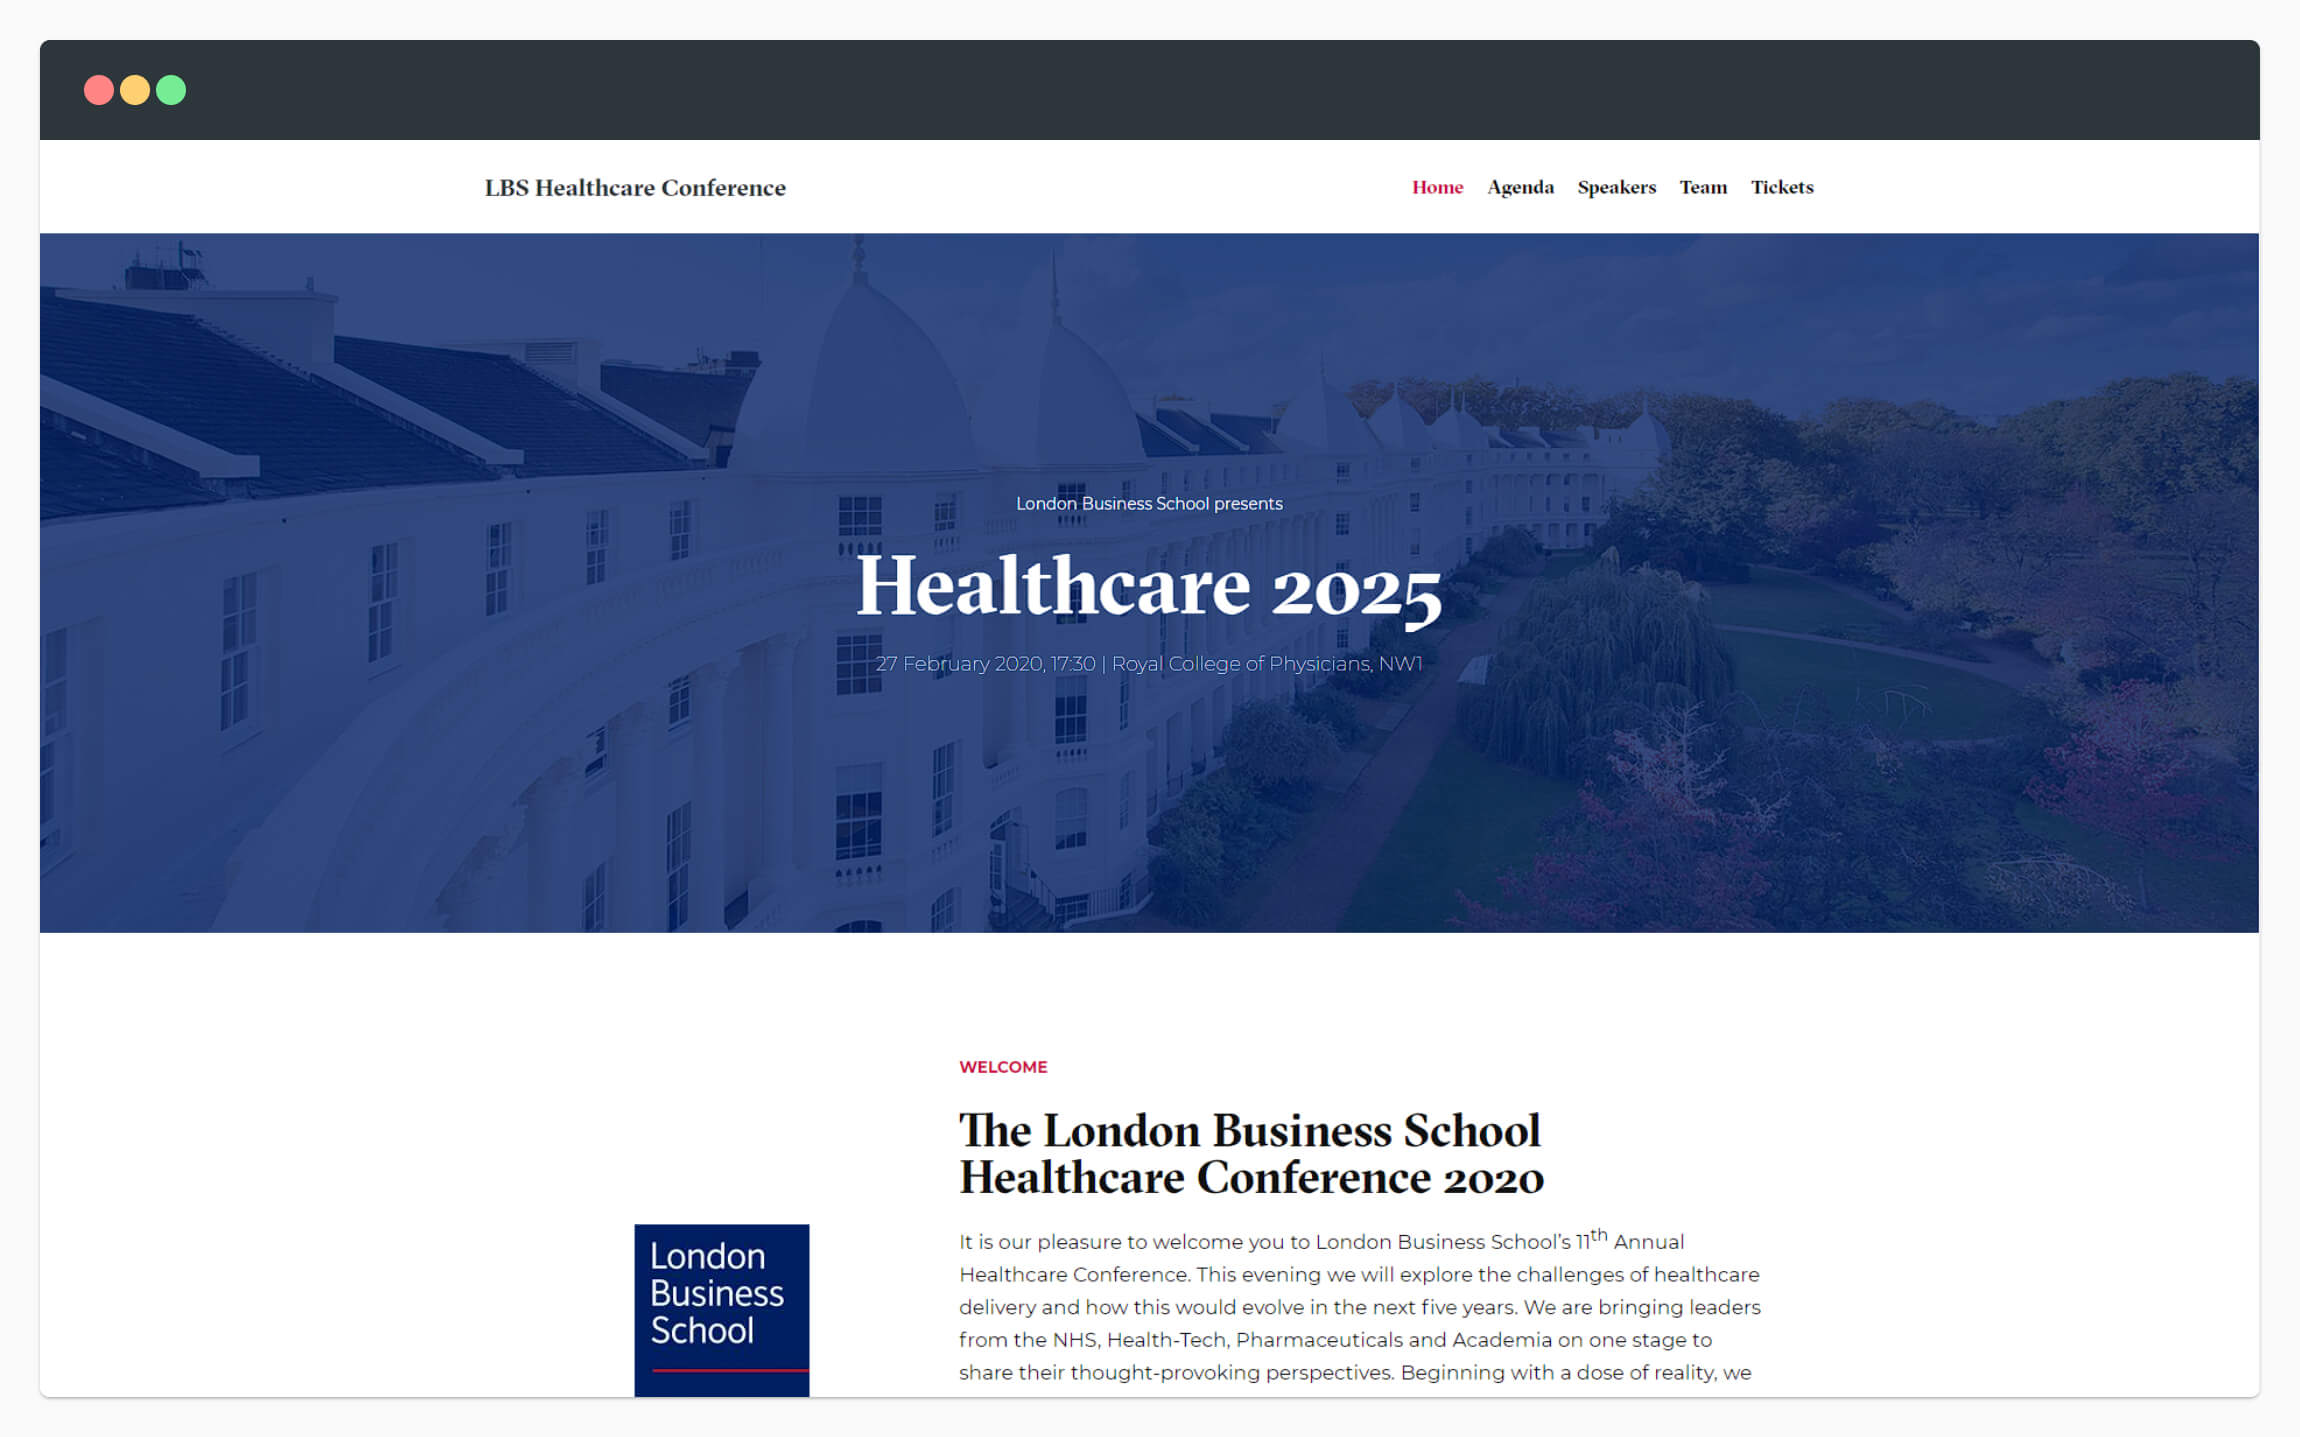 LBS Healthcare Conference
Home Agenda Speakers Team Tickets
London Business School presents
Healthcare 2025
27 February 2020, 17:30 | Royal College of Physicians, NW1
WELCOME
The London Business School
Healthcare Conference 2020
It is our pleasure to welcome you to London Business School's 11th Annual
Healthcare Conference. This evening we will explore the challenges of healthcare
delivery and how this would evolve in the next five years. We are bringing leaders
from the NHS, Health-Tech, Pharmaceuticals and Academia on one stage to
share their thought-provoking perspectives. Beginning with a dose of reality, we
London
Business
School